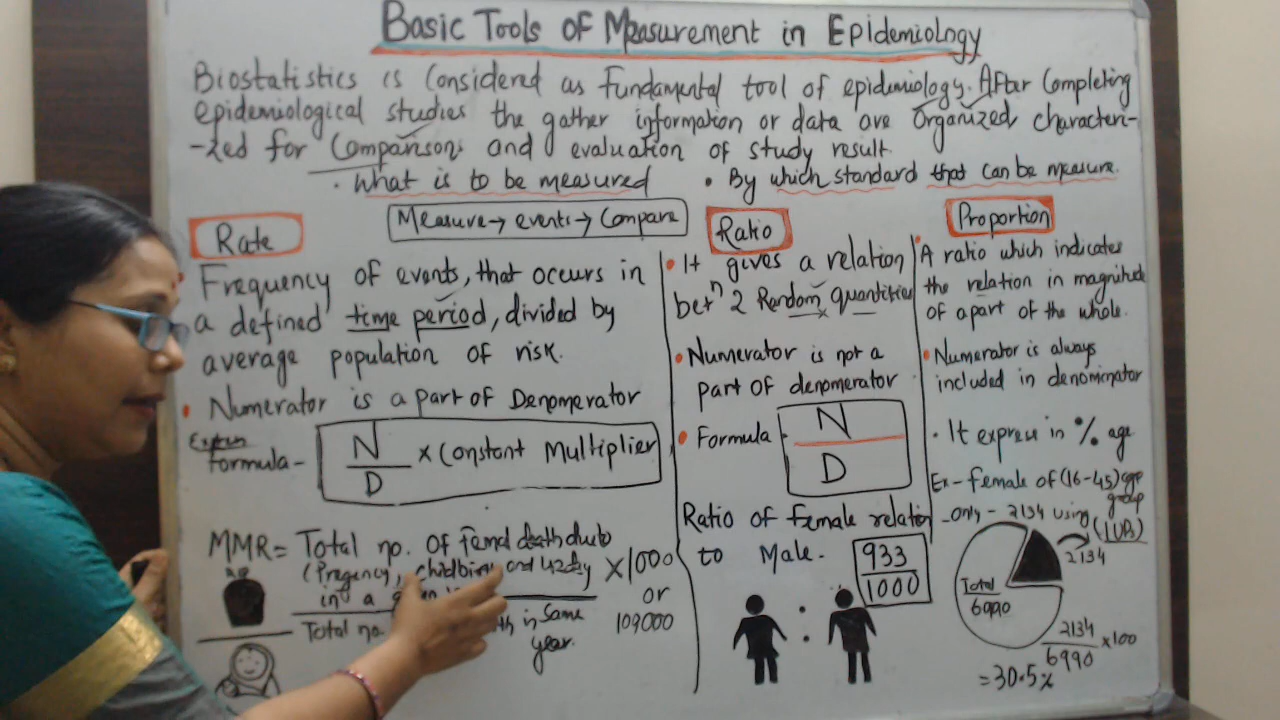 Basic Tools of Measurement in Epidemiology
Biostatistics is Considered as Fundamental tool of epidemiology. After Completing
epidemiological studies the gather information or data are Organized, characteri-
-zed for Comparison and evaluation of study result
• What is to be measured
• By which standard that can be measure.
Measure → events → Compare
Rate
Frequency of events, that occurs in
a defined time period, divided by
average population of risk.
• Numerator is a part of Denomerator
formula -
N
D
× Constant Multiplier
MMR = Total no. of death due to
(Pregency, childbirth and 42 day
in a
Total no.
in Same
year.
×1000
or
100000
Ratio
• It gives a relation
betn 2 Random quantities
• Numerator is not a
part of denomerator
• Formula -
N
D
Ratio of female relation
to Male.
933
1000
:
Proportion
• A ratio which indicates
the relation in magnitude
of a part of the whole.
• Numerator is always
included in denominator
• It express in % age
Ex - female of (16-45) age
group
- only - 2134 using
2134
Total
6990
2134
6990
×100
= 30.5%